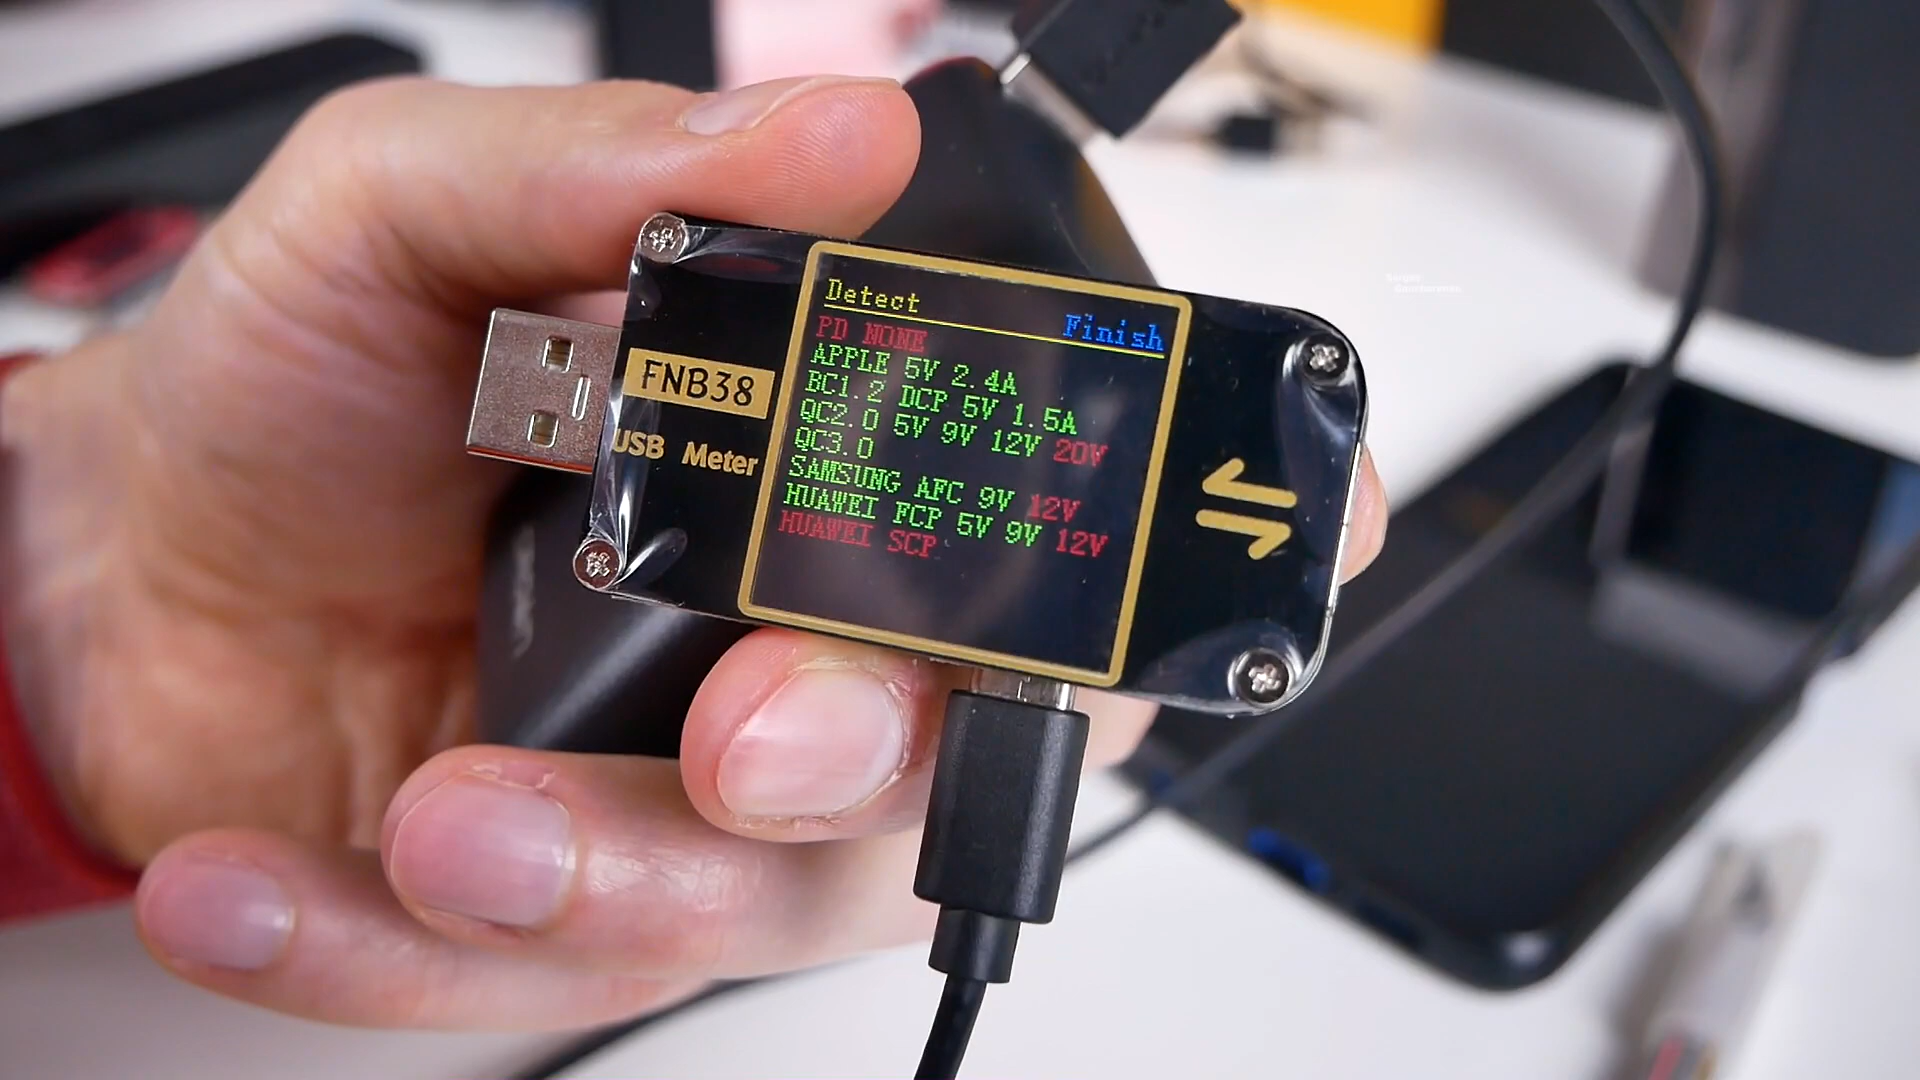 Detect
Finish
PD NONE
APPLE 5V 2.4A
BC1.2 DCP 5V 1.5A
QC2.0 5V 9V 12V 20V
QC3.0
SAMSUNG AFC 9V 12V
HUAWEI FCP 5V 9V 12V
HUAWEI SCP
FNB38
USB Meter